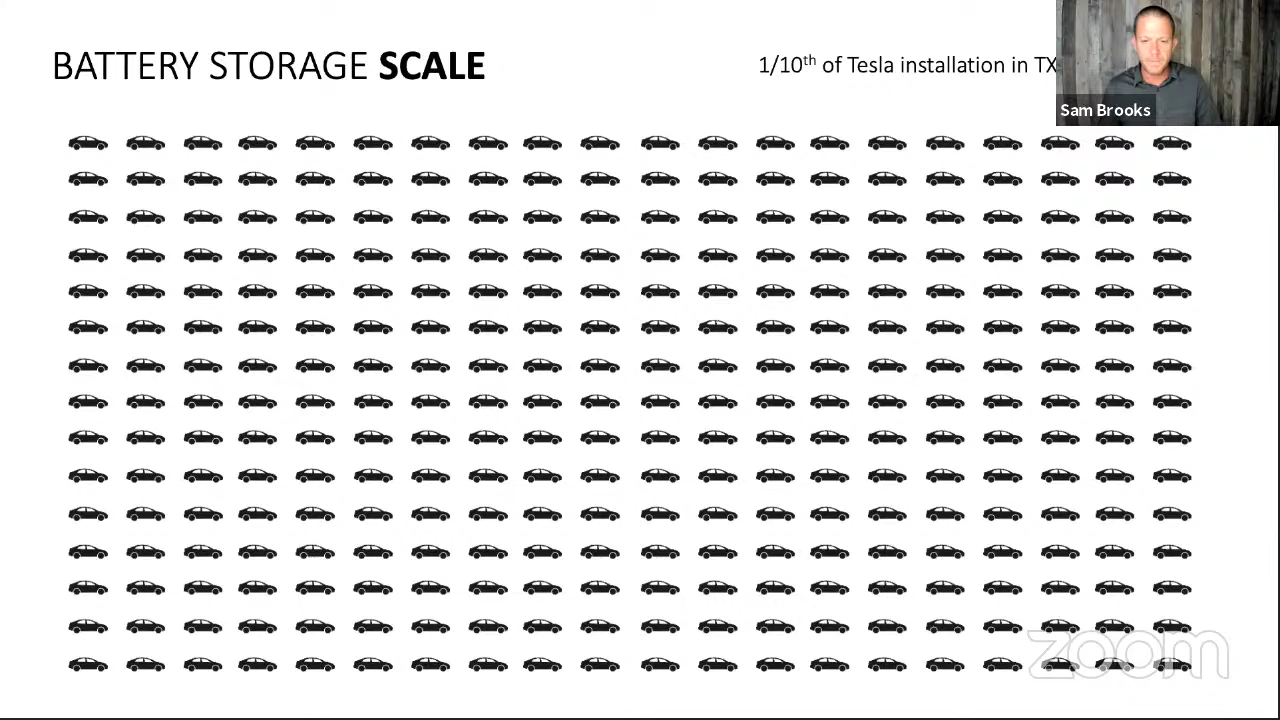 BATTERY STORAGE SCALE
1/10th of Tesla installation in TX
Sam Brooks
zoom